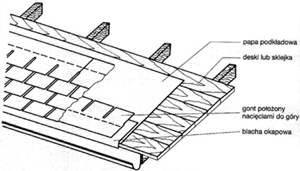 papa podkładowa
deski lub sklejka
gont położony
nacięciami do góry
blacha okapowa